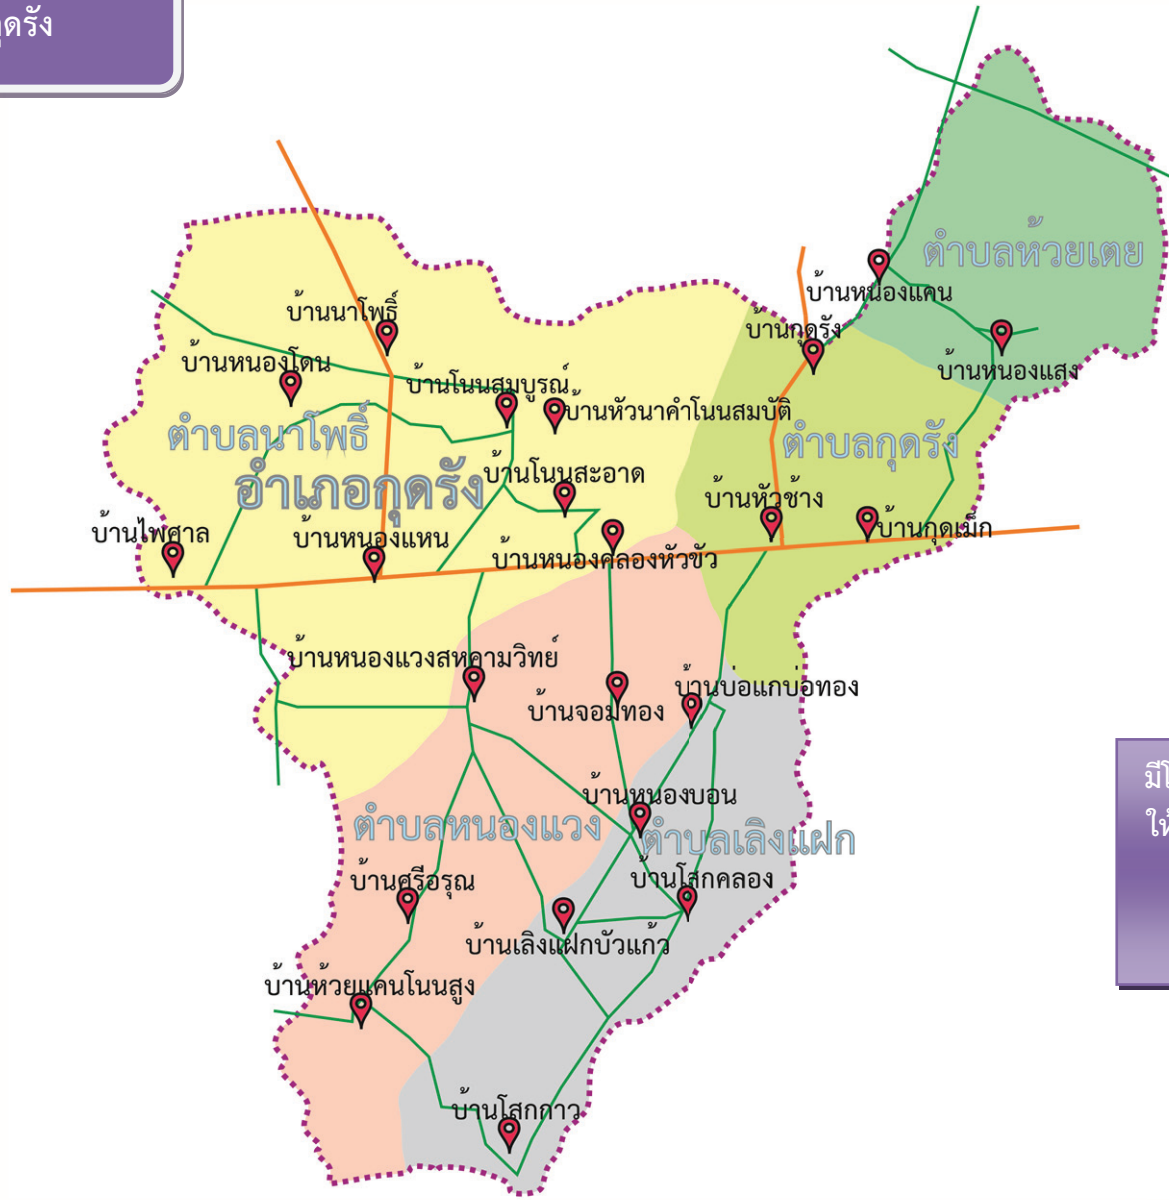 กุดรัง
ตำบลห้วยเตย
บ้านหนองแคน
บ้านนาโพธิ์
บ้านกุดรัง
บ้านหนองโดน
บ้านหนองแสง
บ้านโนนสมบูรณ์
บ้านหัวนาคำโนนสมบัติ
ตำบลนาโพธิ์
ตำบลกุดรัง
บ้านโนนสะอาด
อำเภอกุดรัง
บ้านหัวช้าง
บ้านไพศาล
บ้านหนองแหน
บ้านกุดเม็ก
บ้านหนองคลองหัวขัว
บ้านหนองแวงสหคามวิทย์
บ้านบ่อแกบ่อทอง
บ้านจอมทอง
บ้านหนองบอน
ตำบลหนองแวง
ตำบลเลิงแฝก
บ้านศรีอรุณ
บ้านโสกคลอง
บ้านเลิงแฝกบัวแก้ว
บ้านห้วยแคนโนนสูง
บ้านโสกกาว